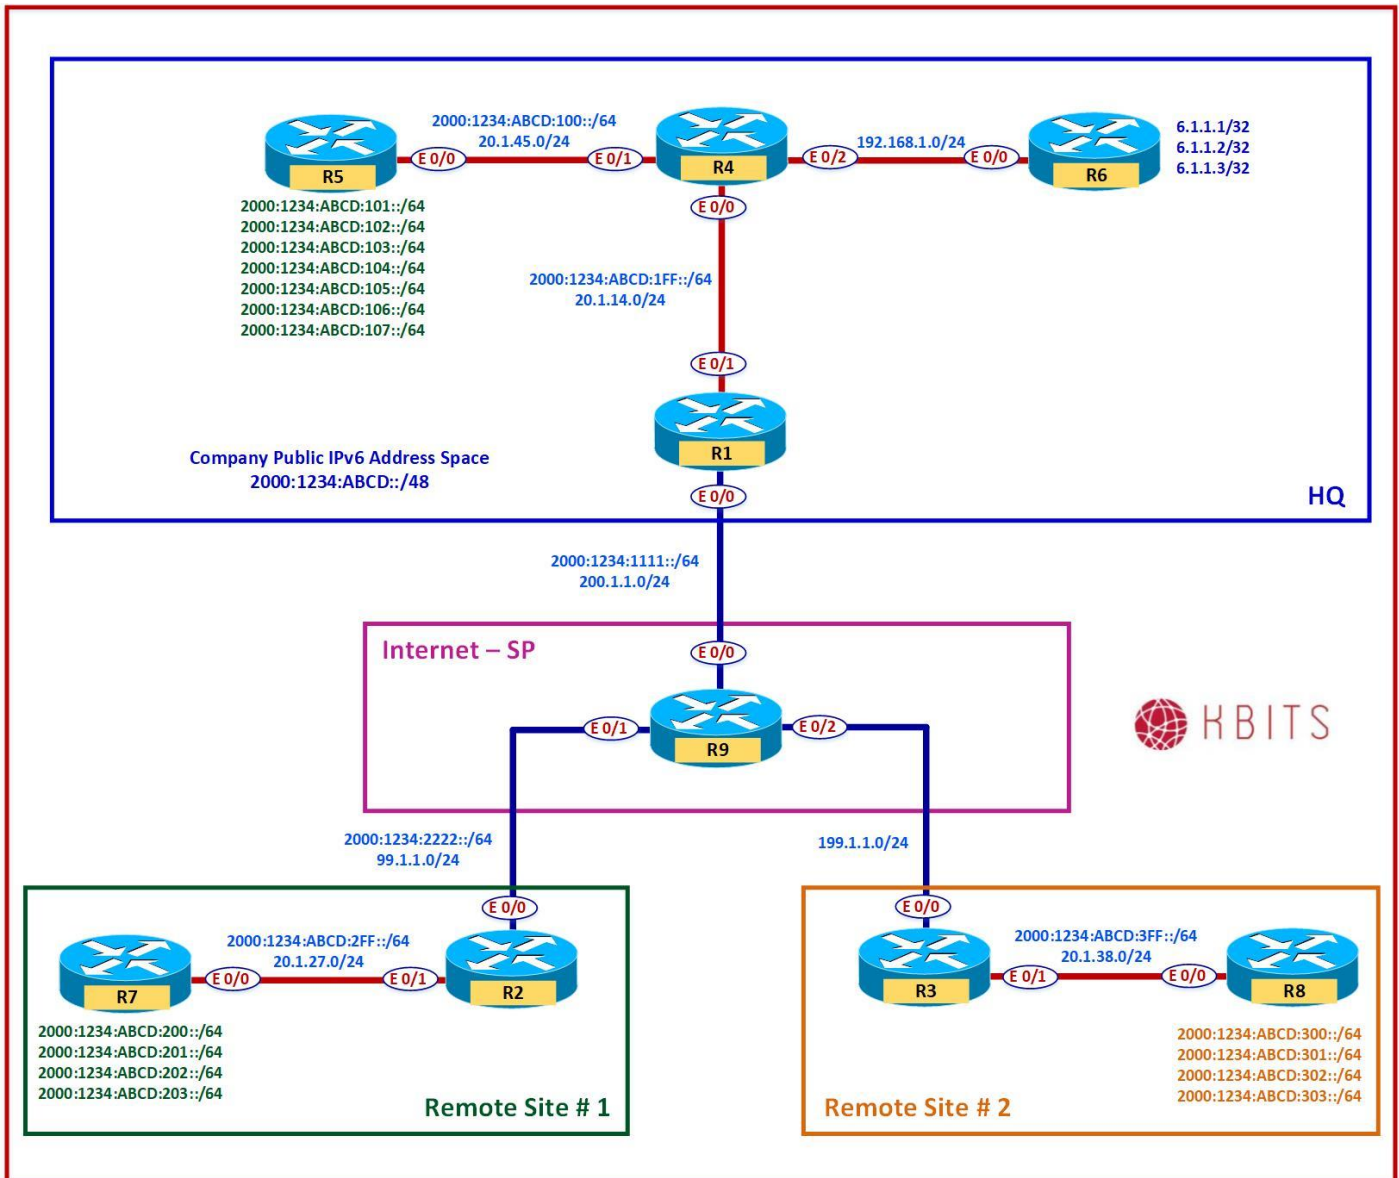 2000:1234:ABCD:100::/64
20.1.45.0/24
R5
E 0/0
E 0/1
R4
E 0/2
192.168.1.0/24
E 0/0
R6
6.1.1.1/32
6.1.1.2/32
6.1.1.3/32
E 0/0
2000:1234:ABCD:101::/64
2000:1234:ABCD:102::/64
2000:1234:ABCD:103::/64
2000:1234:ABCD:104::/64
2000:1234:ABCD:105::/64
2000:1234:ABCD:106::/64
2000:1234:ABCD:107::/64
2000:1234:ABCD:1FF::/64
20.1.14.0/24
E 0/1
R1
Company Public IPv6 Address Space
2000:1234:ABCD::/48
E 0/0
HQ
2000:1234:1111::/64
200.1.1.0/24
Internet – SP
E 0/0
E 0/1
R9
E 0/2
KBITS
2000:1234:2222::/64
99.1.1.0/24
199.1.1.0/24
E 0/0
2000:1234:ABCD:2FF::/64
20.1.27.0/24
R7
E 0/0
E 0/1
R2
2000:1234:ABCD:200::/64
2000:1234:ABCD:201::/64
2000:1234:ABCD:202::/64
2000:1234:ABCD:203::/64
Remote Site # 1
E 0/0
2000:1234:ABCD:3FF::/64
20.1.38.0/24
R3
E 0/1
E 0/0
R8
2000:1234:ABCD:300::/64
2000:1234:ABCD:301::/64
2000:1234:ABCD:302::/64
2000:1234:ABCD:303::/64
Remote Site # 2